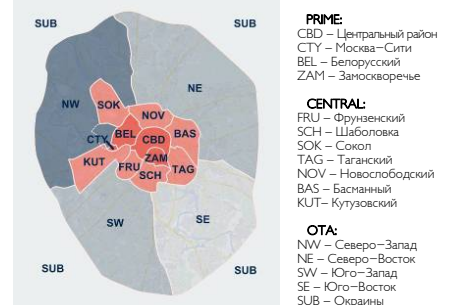 SUB
SUB
NE
NW
SOK
NOV
CTY
BEL
CBD
BAS
KUT
ZAM
FRU
TAG
SCH
SW
SE
SUB
SUB
PRIME:
CBD – Центральный район
CTY – Москва-Сити
BEL – Белорусский
ZAM – Замоскворечье
CENTRAL:
FRU – Фрунзенский
SCH – Шаболовка
SOK – Сокол
TAG – Таганский
NOV – Новослободский
BAS – Басманный
KUT– Кутузовский
OTA:
NW – Северо-Запад
NE – Северо-Восток
SW – Юго-Запад
SE – Юго-Восток
SUB – Окраины